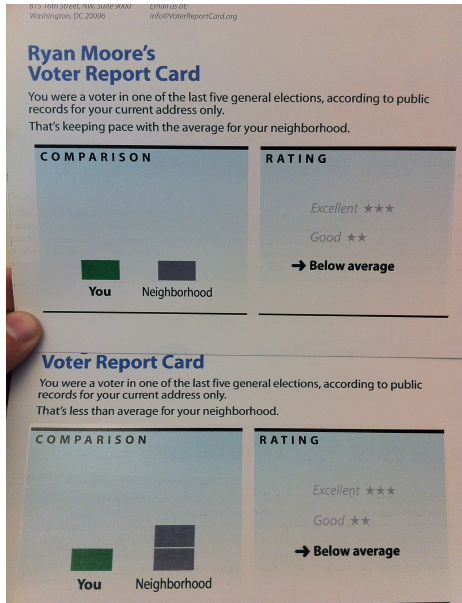 815 16th Street, NW, Suite 9000 Email us at:
Washington, DC 20006 info@VoterReportCard.org
Ryan Moore's
Voter Report Card
You were a voter in one of the last five general elections, according to public
records for your current address only.
That's keeping pace with the average for your neighborhood.
COMPARISON
You Neighborhood
RATING
Excellent ★★★
Good ★★
➔ Below average
Voter Report Card
You were a voter in one of the last five general elections, according to public
records for your current address only.
That's less than average for your neighborhood.
COMPARISON
You Neighborhood
RATING
Excellent ★★★
Good ★★
➔ Below average